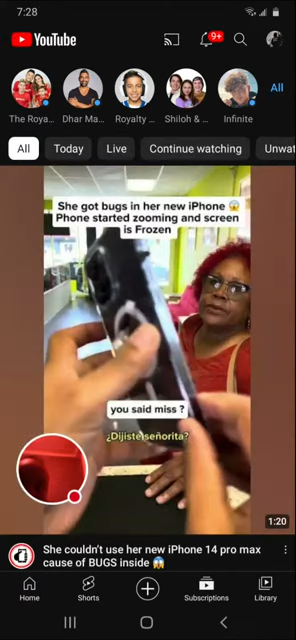 7:28
YouTube
9+
The Roya...
Dhar Ma...
Royalty ...
Shiloh & ...
Infinite
All
All
Today
Live
Continue watching
Unwat
She got bugs in her new iPhone 😱
Phone started zooming and screen
is Frozen
you said miss ?
¿Dijiste señorita?
1:20
She couldn't use her new iPhone 14 pro max
cause of BUGS inside 😱
Home
Shorts
Subscriptions
Library